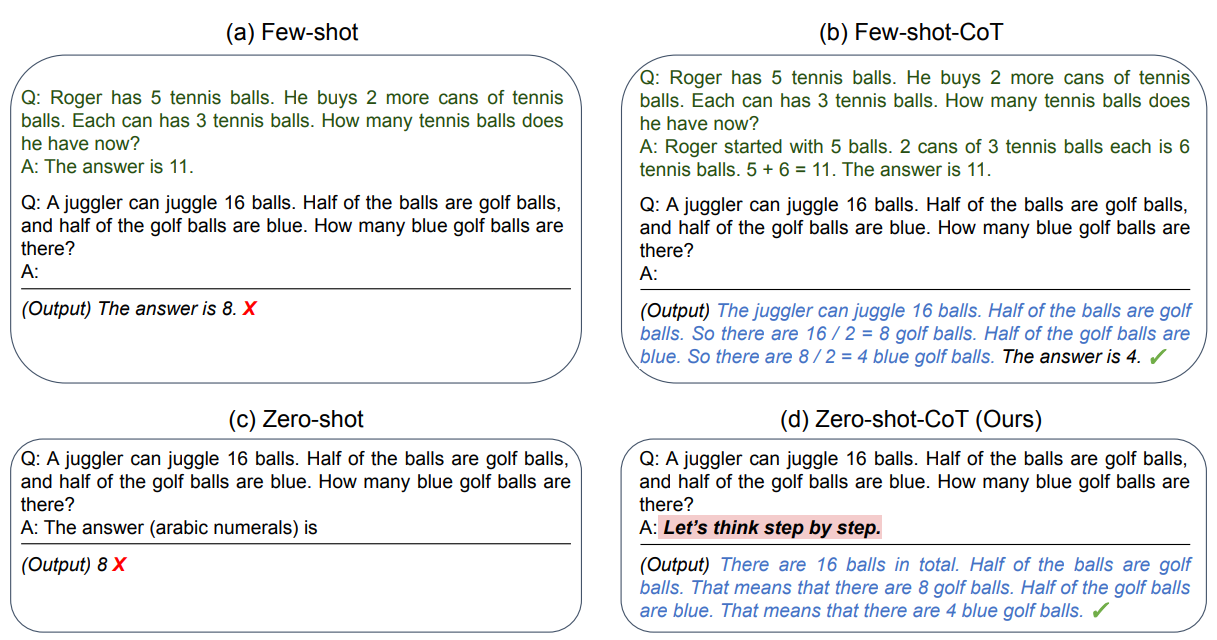 (a) Few-shot
Q: Roger has 5 tennis balls. He buys 2 more cans of tennis
balls. Each can has 3 tennis balls. How many tennis balls does
he have now?
A: The answer is 11.
Q: A juggler can juggle 16 balls. Half of the balls are golf balls,
and half of the golf balls are blue. How many blue golf balls are
there?
A:
(Output) The answer is 8. X
(b) Few-shot-CoT
Q: Roger has 5 tennis balls. He buys 2 more cans of tennis
balls. Each can has 3 tennis balls. How many tennis balls does
he have now?
A: Roger started with 5 balls. 2 cans of 3 tennis balls each is 6
tennis balls. 5 + 6 = 11. The answer is 11.
Q: A juggler can juggle 16 balls. Half of the balls are golf balls,
and half of the golf balls are blue. How many blue golf balls are
there?
A:
(Output) The juggler can juggle 16 balls. Half of the balls are golf
balls. So there are 16 / 2 = 8 golf balls. Half of the golf balls are
blue. So there are 8 / 2 = 4 blue golf balls. The answer is 4. ✓
(c) Zero-shot
Q: A juggler can juggle 16 balls. Half of the balls are golf balls,
and half of the golf balls are blue. How many blue golf balls are
there?
A: The answer (arabic numerals) is
(Output) 8 X
(d) Zero-shot-CoT (Ours)
Q: A juggler can juggle 16 balls. Half of the balls are golf balls,
and half of the golf balls are blue. How many blue golf balls are
there?
A: Let's think step by step.
(Output) There are 16 balls in total. Half of the balls are golf
balls. That means that there are 8 golf balls. Half of the golf balls
are blue. That means that there are 4 blue golf balls. ✓